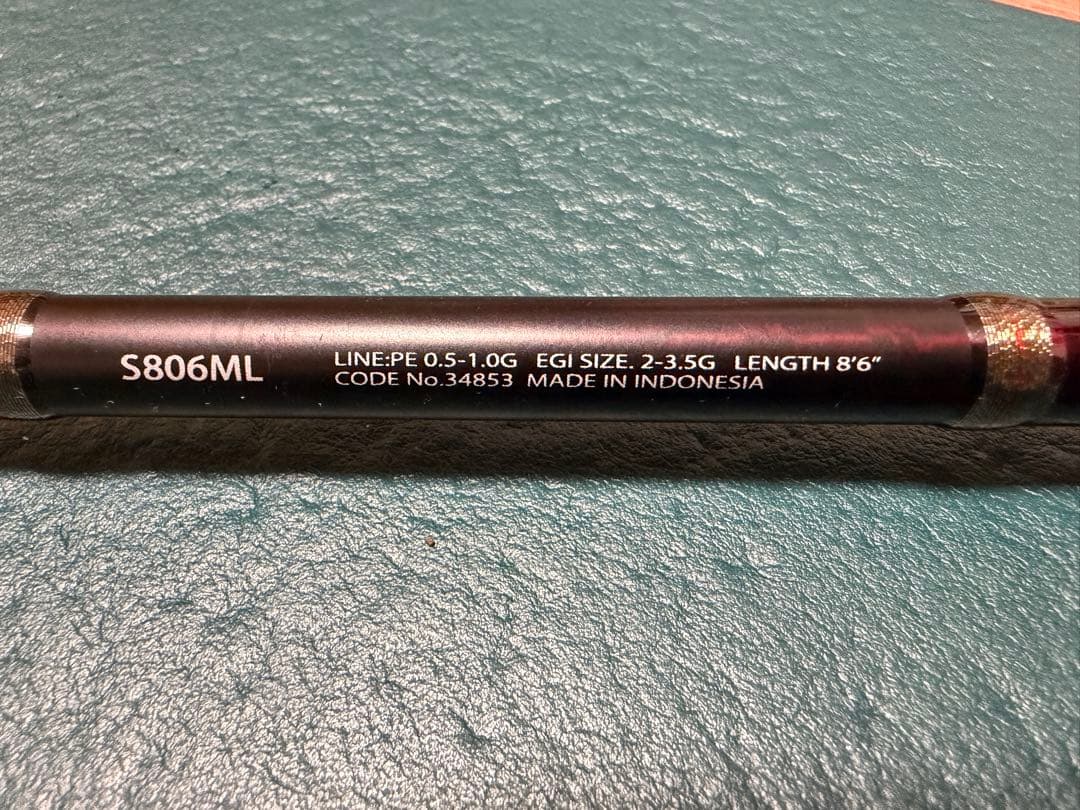 S806ML
LINE:PE 0.5-1.0G EGI SIZE. 2-3.5G LENGTH 8'6"
CODE No.34853 MADE IN INDONESIA